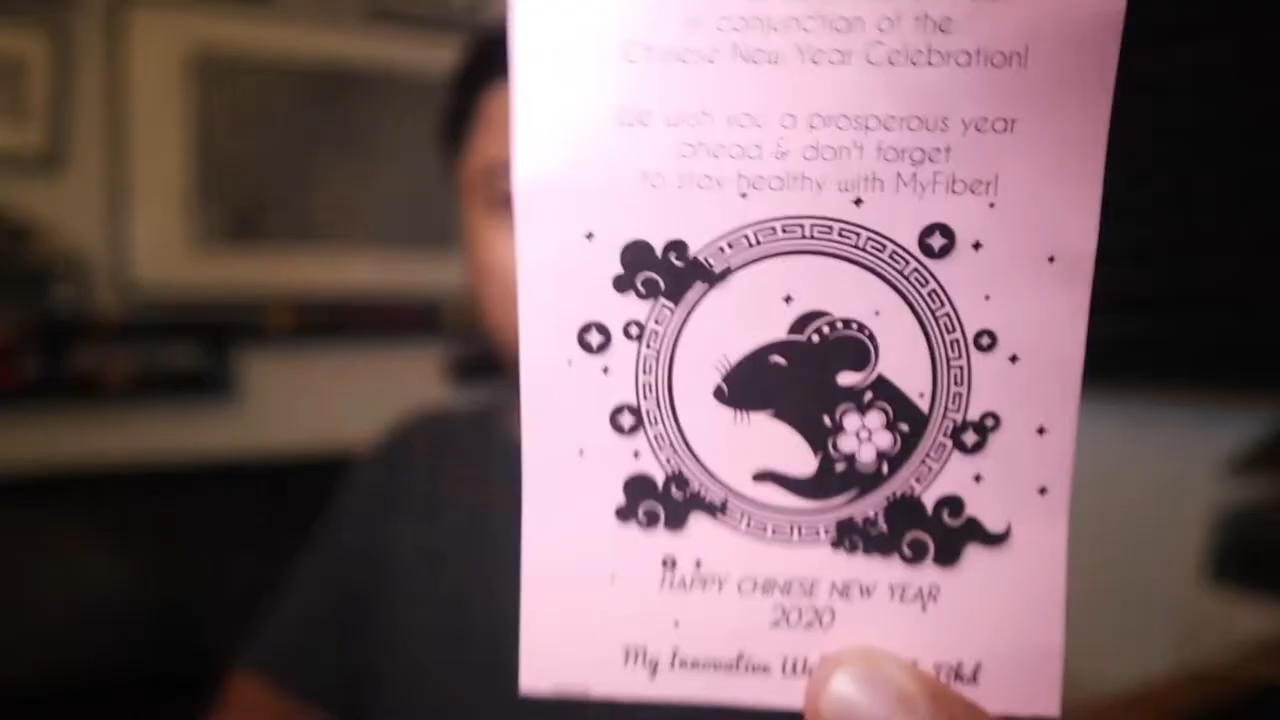 conjunction of the
Chinese New Year Celebration!
We wish you a prosperous year
ahead & don't forget
to stay healthy with MyFiber!
HAPPY CHINESE NEW YEAR
2020
My Innovative